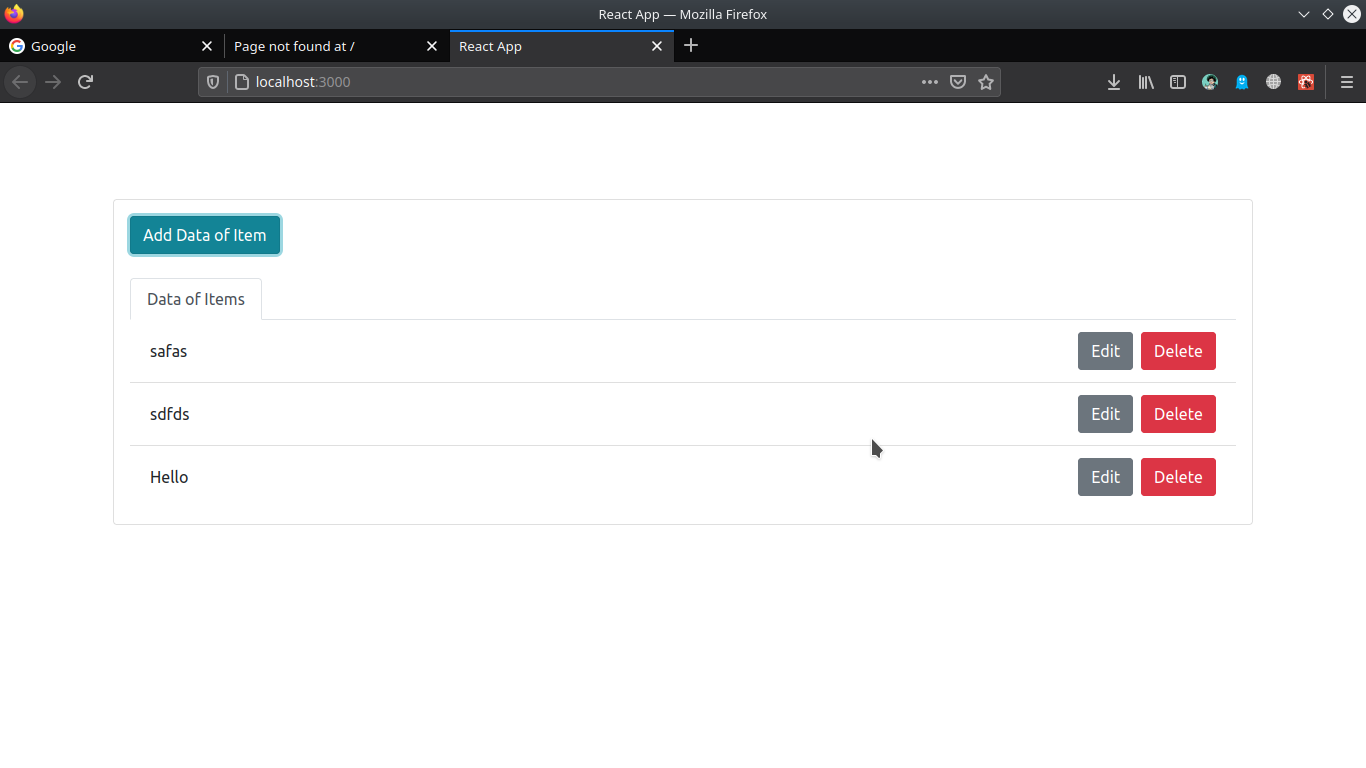 React App — Mozilla Firefox
Google
Page not found at /
React App
localhost:3000
Add Data of Item
Data of Items
safas Edit Delete
sdfds Edit Delete
Hello Edit Delete